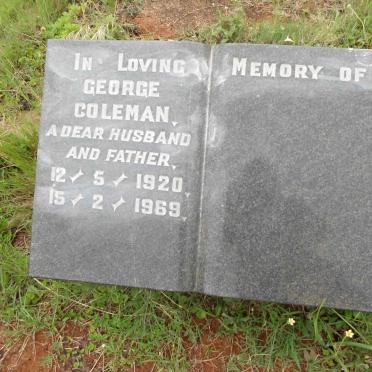 In Loving Memory of
George
Coleman,
A dear husband
and father.
12 - 5 - 1920
15 - 2 - 1969